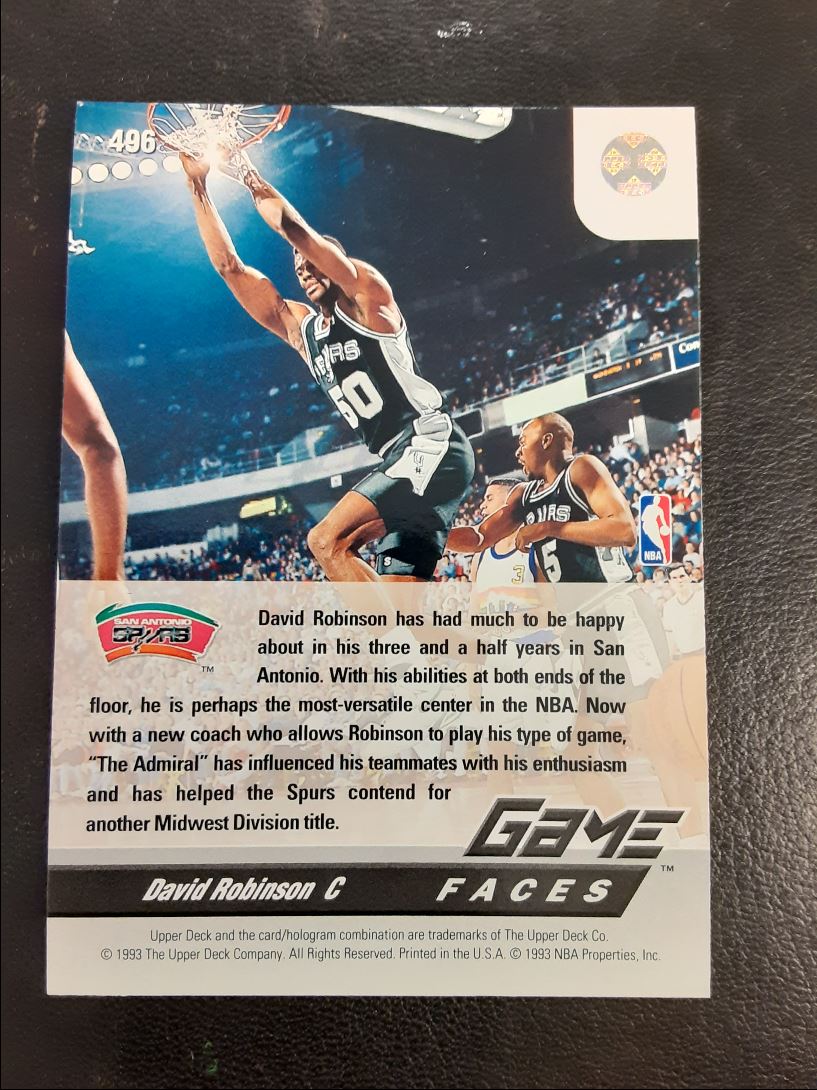 496
SPURS
50
Con
URS
5
3
NBA
SAN ANTONIO
SPURS
™
David Robinson has had much to be happy
about in his three and a half years in San
Antonio. With his abilities at both ends of the
floor, he is perhaps the most-versatile center in the NBA. Now
with a new coach who allows Robinson to play his type of game,
“The Admiral” has influenced his teammates with his enthusiasm
and has helped the Spurs contend for
another Midwest Division title.
GAME
™
David Robinson C FACES
Upper Deck and the card/hologram combination are trademarks of The Upper Deck Co.
© 1993 The Upper Deck Company. All Rights Reserved. Printed in the U.S.A. © 1993 NBA Properties, Inc.